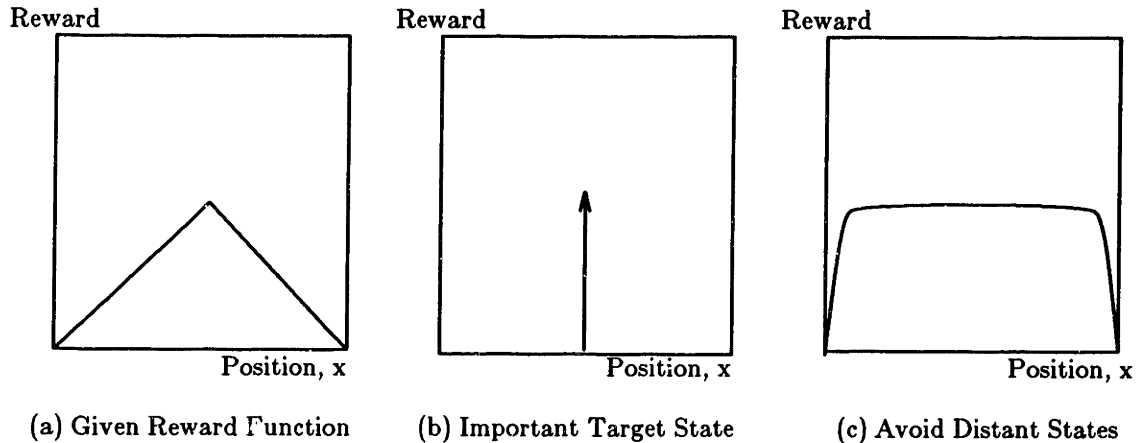 Reward
Reward
Reward
Position, x
Position, x
Position, x
(a) Given Reward Function
(b) Important Target State
(c) Avoid Distant States